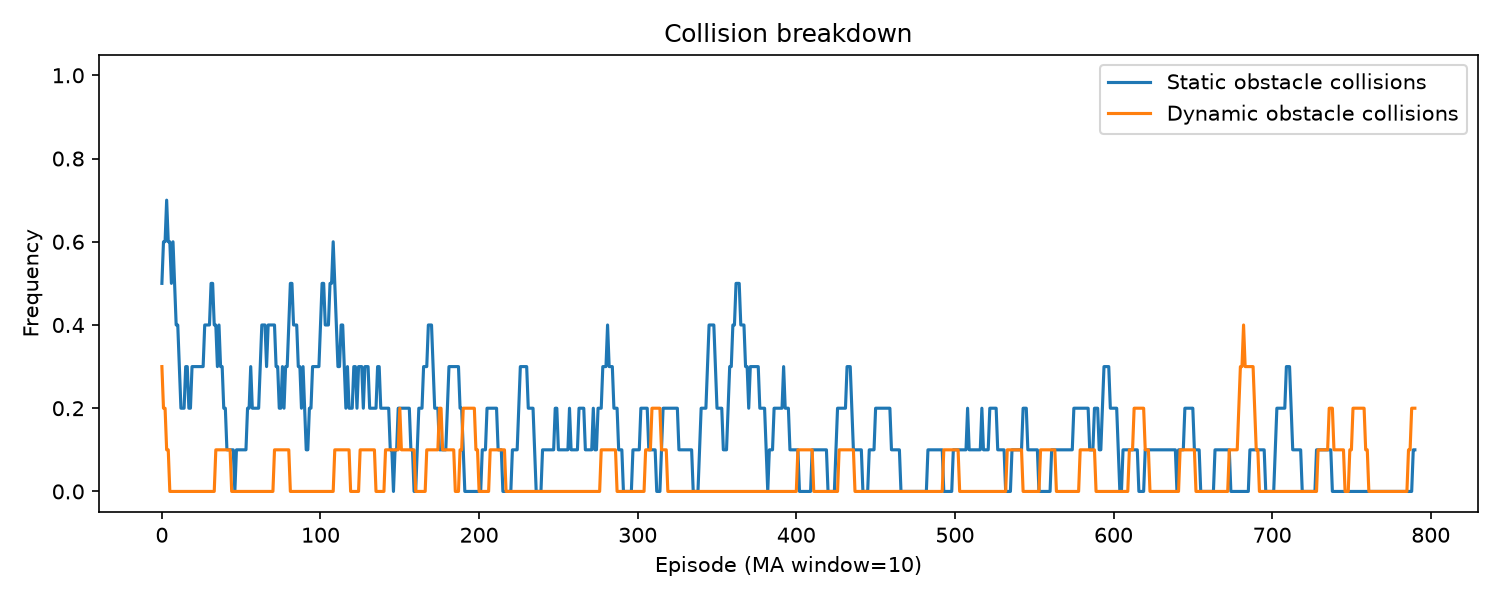 Collision breakdown
1.0
0.8
0.6
0.4
0.2
0.0
Frequency
Static obstacle collisions
Dynamic obstacle collisions
0 100 200 300 400 500 600 700 800
Episode (MA window=10)